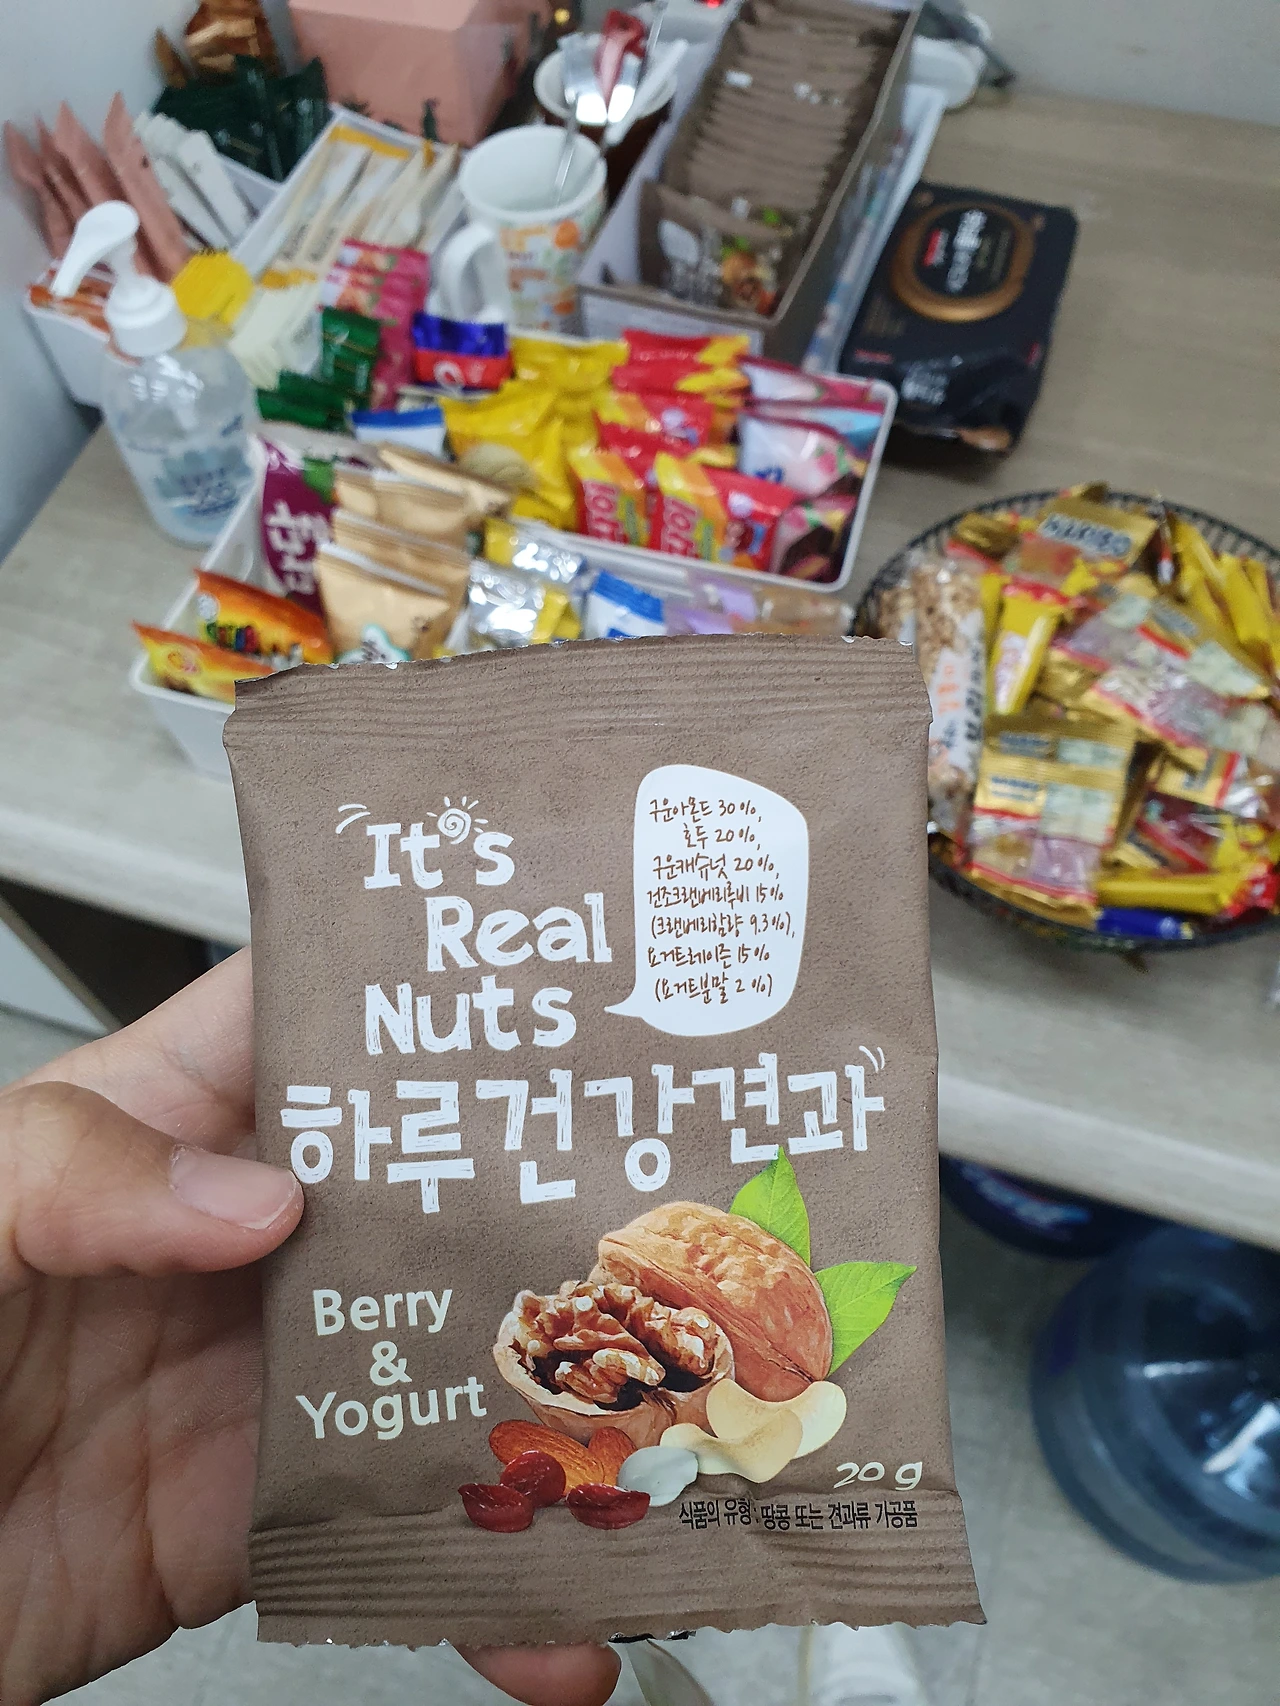 It's
Real
Nuts
하루건강견과
구운아몬드 30%,
호두 20%,
구운캐슈넛 20%,
건조크랜베리루비 15%
(크랜베리함량 9.3%),
요거트레이즌 15%
(요거트분말 2%)
Berry
&
Yogurt
20 g
식품의 유형 : 땅콩 또는 견과류 가공품
HARIBO